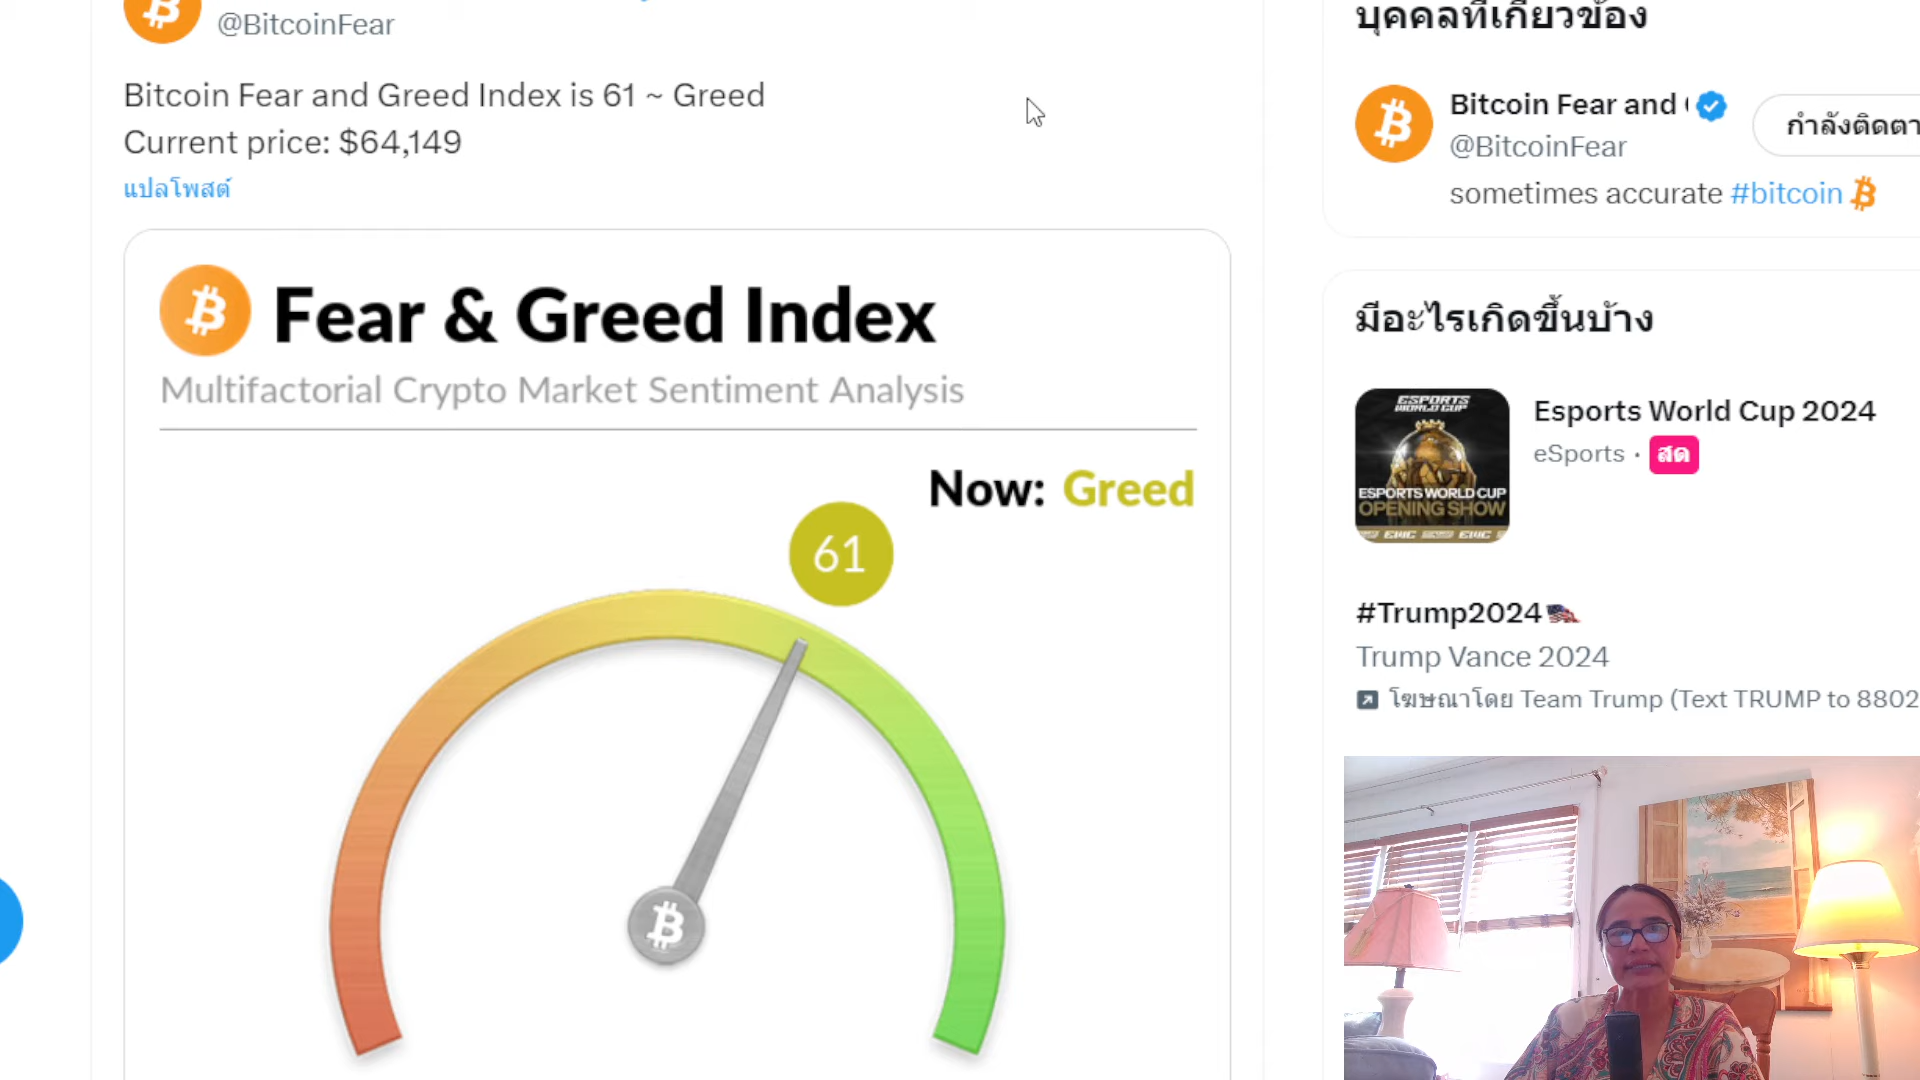 @BitcoinFear
Bitcoin Fear and Greed Index is 61 ~ Greed
Current price: $64,149
แปลโพสต์
Fear & Greed Index
Multifactorial Crypto Market Sentiment Analysis
Now: Greed
61
บุคคลที่เกี่ยวข้อง
Bitcoin Fear and
@BitcoinFear
กำลังติดตา
sometimes accurate #bitcoin
มีอะไรเกิดขึ้นบ้าง
ESPORTS
WORLD CUP
ESPORTS WORLD CUP
OPENING SHOW
EWC EWC
Esports World Cup 2024
eSports · สด
#Trump2024
Trump Vance 2024
โฆษณาโดย Team Trump (Text TRUMP to 8802